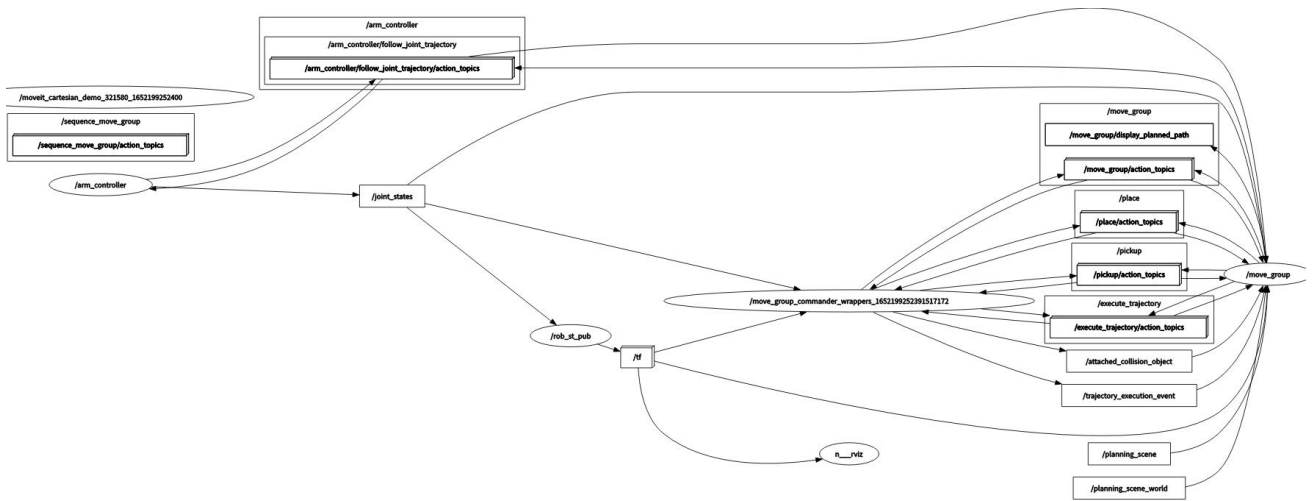 /arm_controller
/arm_controller/follow_joint_trajectory
/arm_controller/follow_joint_trajectory/action_topics
/moveit_cartesian_demo_321580_1652199252400
/sequence_move_group
/sequence_move_group/action_topics
/arm_controller
/joint_states
/move_group
/move_group/display_planned_path
/move_group/action_topics
/place
/place/action_topics
/pickup
/pickup/action_topics
/move_group
/move_group_commander_wrappers_1652199252391517172
/execute_trajectory
/execute_trajectory/action_topics
/rob_st_pub
/tf
/attached_collision_object
/trajectory_execution_event
n___rviz
/planning_scene
/planning_scene_world